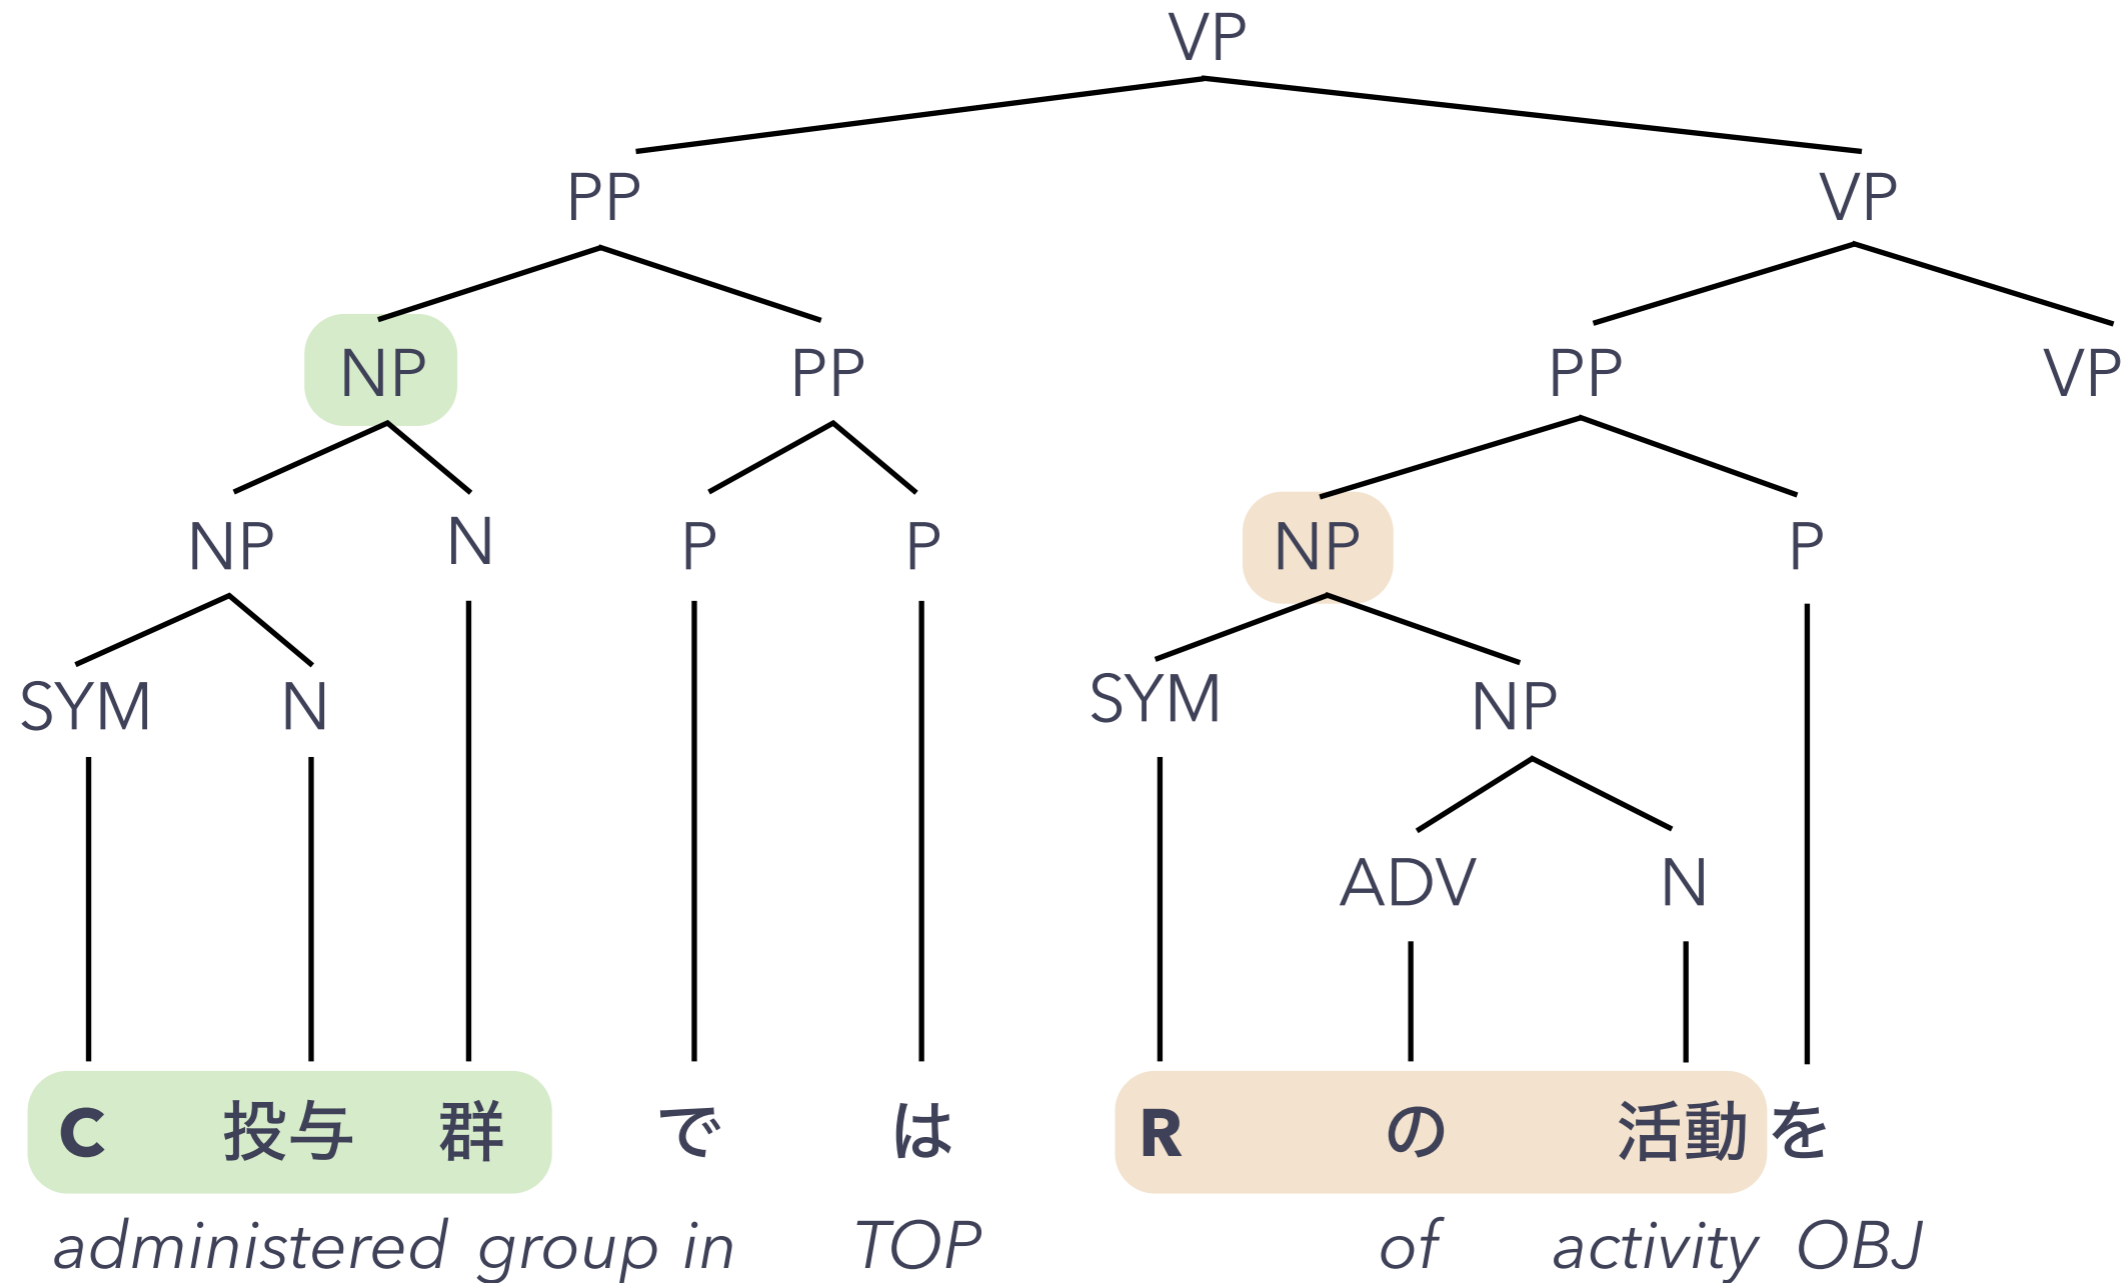 VP
PP VP
NP PP PP VP
NP N P P NP P
SYM N SYM NP
ADV N
C 投与 群 で は R の 活動 を
administered group in TOP of activity OBJ